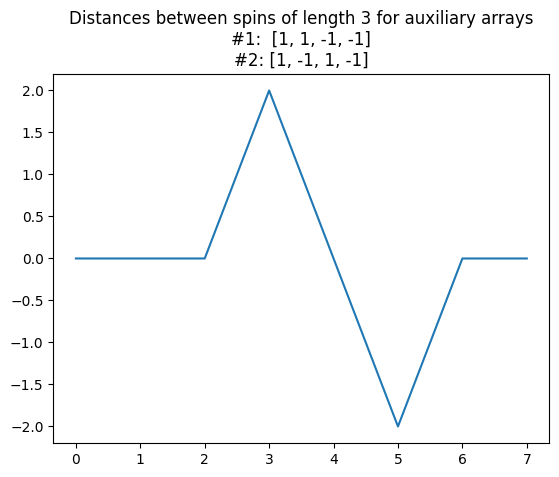 Distances between spins of length 3 for auxiliary arrays
#1:  [1, 1, -1, -1]
#2: [1, -1, 1, -1]
2.0
1.5
1.0
0.5
0.0
−0.5
−1.0
−1.5
−2.0
0 1 2 3 4 5 6 7